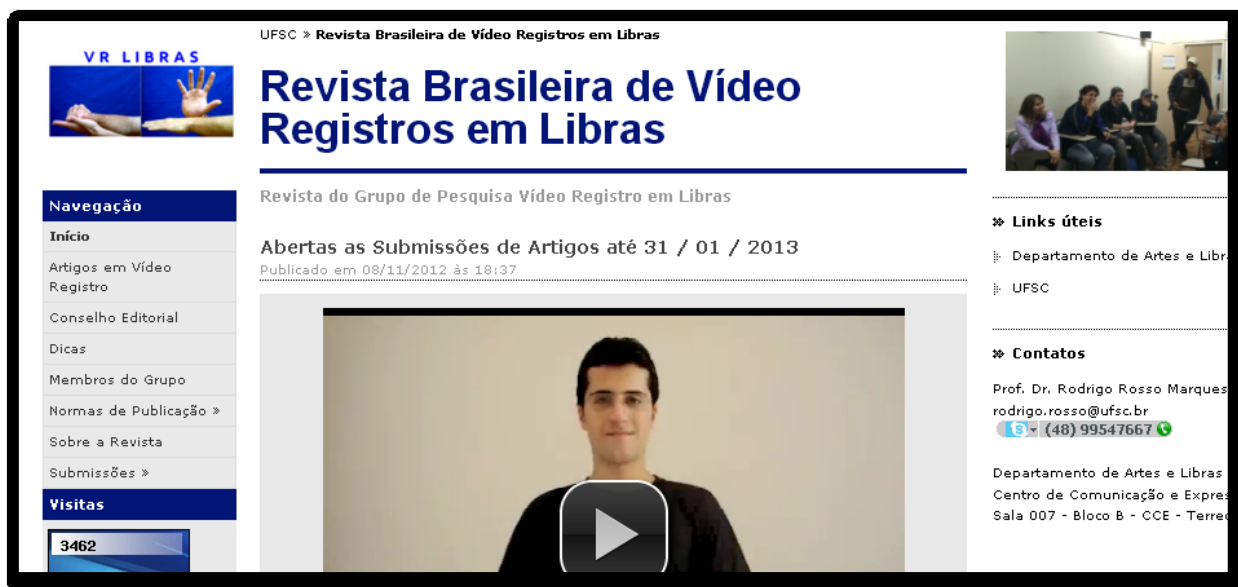 VR LIBRAS
UFSC » Revista Brasileira de Vídeo Registros em Libras
Revista Brasileira de Vídeo
Registros em Libras
Revista do Grupo de Pesquisa Vídeo Registro em Libras
Navegação
Início
Artigos em Vídeo
Registro
Conselho Editorial
Dicas
Membros do Grupo
Normas de Publicação »
Sobre a Revista
Submissões »
Visitas
3462
Abertas as Submissões de Artigos até 31 / 01 / 2013
Publicado em 08/11/2012 às 18:37
» Links úteis
Departamento de Artes e Libr
UFSC
» Contatos
Prof. Dr. Rodrigo Rosso Marques
rodrigo.rosso@ufsc.br
(48) 99547667
Departamento de Artes e Libras
Centro de Comunicação e Expres
Sala 007 - Bloco B - CCE - Terreo